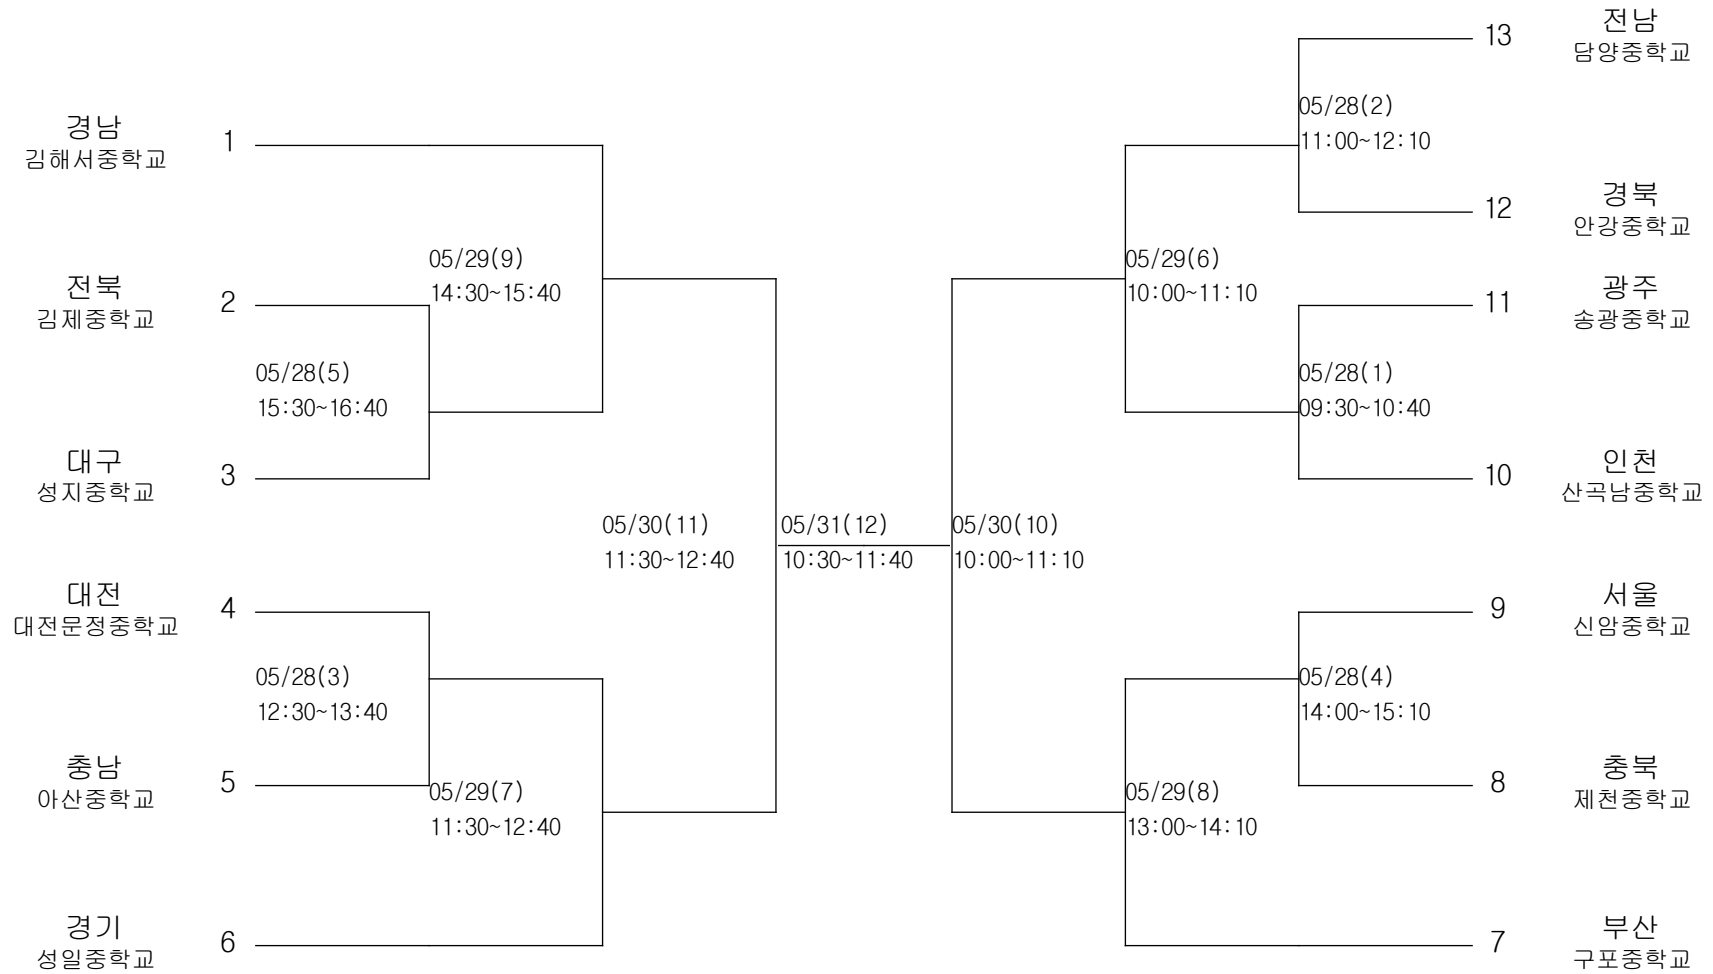 전남
13
담양중학교
05/28(2)
11:00~12:10
경남
1
김해서중학교
12
경북
안강중학교
05/29(9)
14:30~15:40
05/29(6)
10:00~11:10
전북
2
김제중학교
11
광주
송광중학교
05/28(5)
15:30~16:40
05/28(1)
09:30~10:40
대구
3
성지중학교
10
인천
산곡남중학교
05/30(11)
11:30~12:40
05/31(12)
10:30~11:40
05/30(10)
10:00~11:10
대전
4
대전문정중학교
9
서울
신암중학교
05/28(3)
12:30~13:40
05/28(4)
14:00~15:10
충남
5
아산중학교
8
충북
제천중학교
05/29(7)
11:30~12:40
05/29(8)
13:00~14:10
경기
6
성일중학교
7
부산
구포중학교